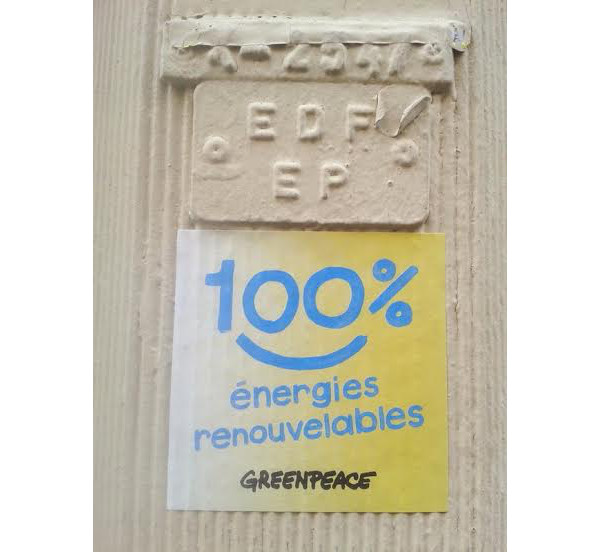 EDF
EP
100%
énergies
renouvelables
GREENPEACE